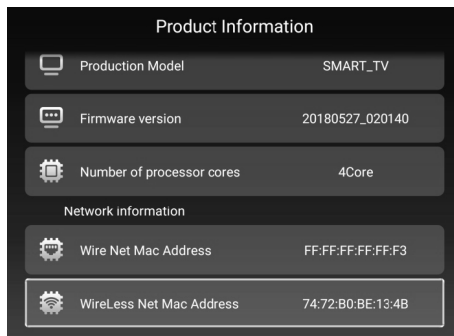 Product Information
Production Model SMART_TV
Firmware version 20180527_020140
Number of processor cores 4Core
Network information
Wire Net Mac Address FF:FF:FF:FF:FF:F3
WireLess Net Mac Address 74:72:B0:BE:13:4B